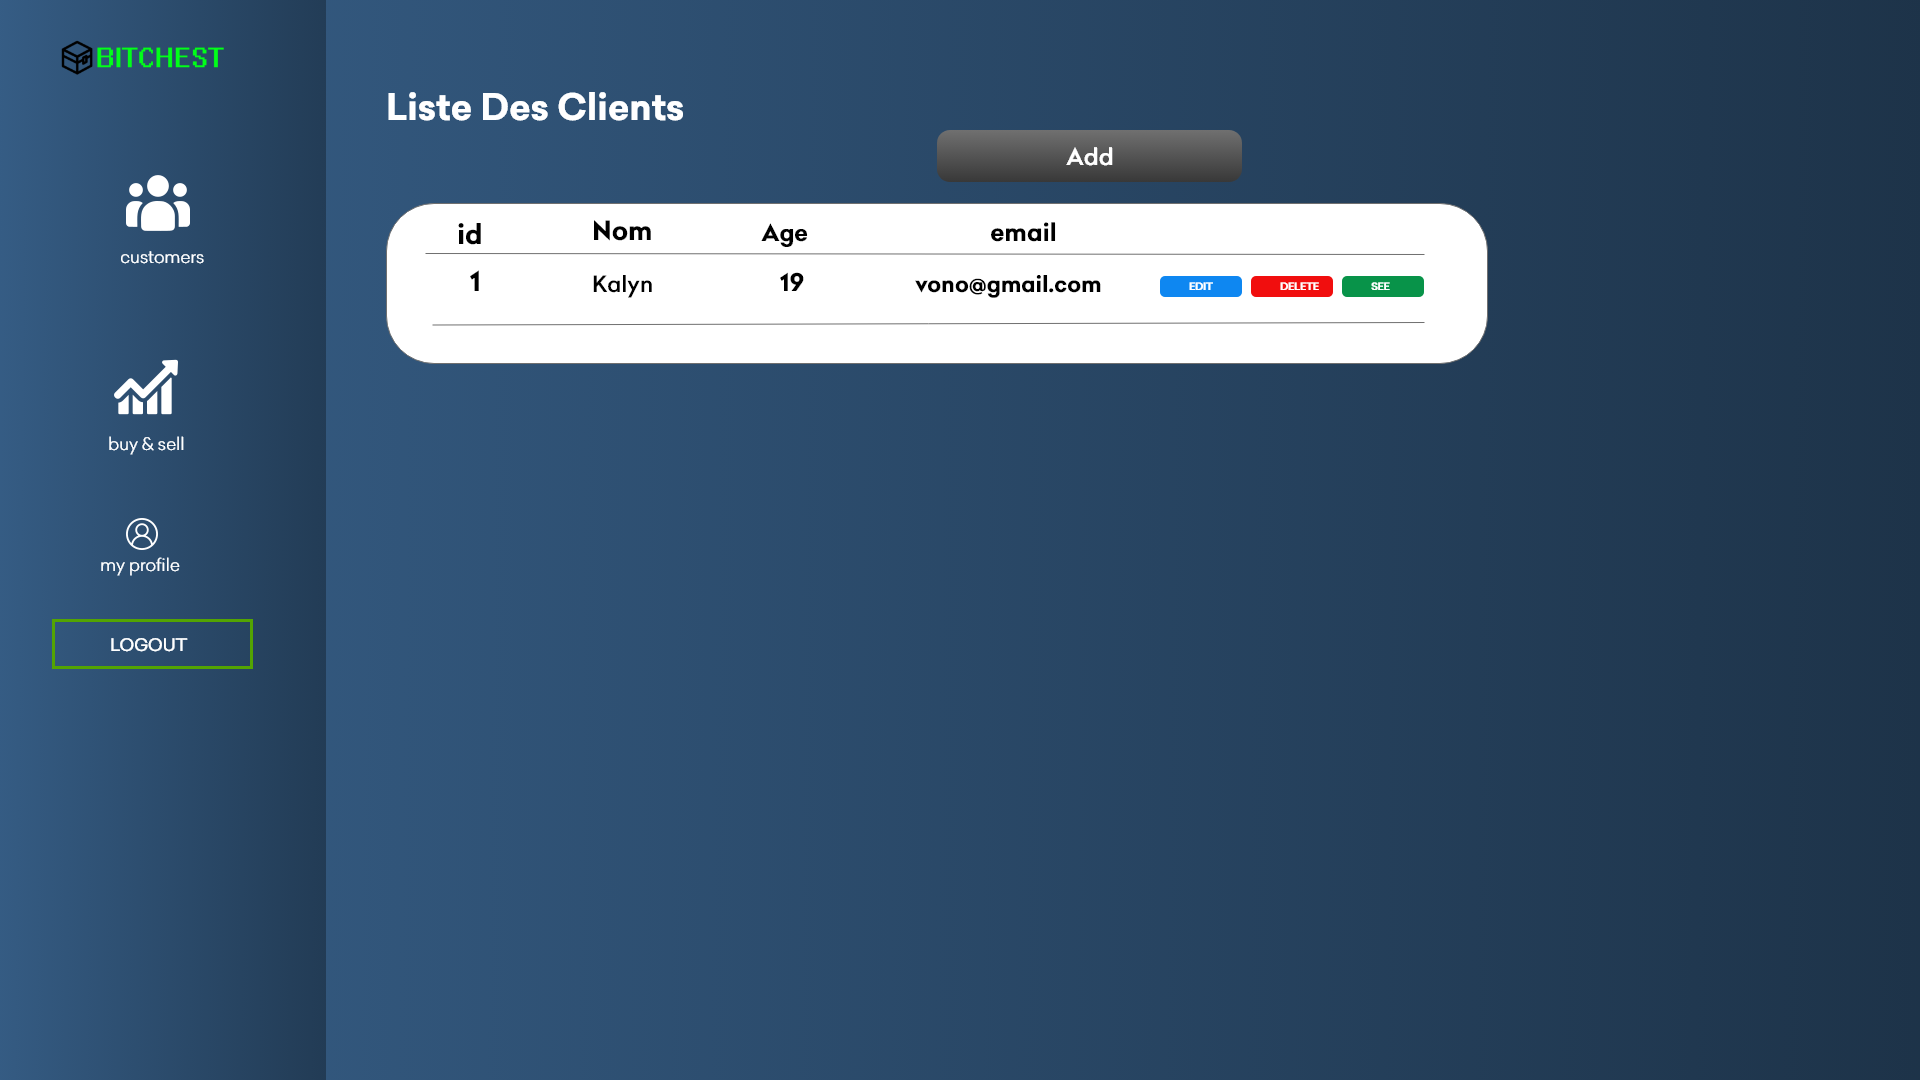 BITCHEST
customers
buy & sell
my profile
LOGOUT
Liste Des Clients
Add
id Nom Age email
1 Kalyn 19 vono@gmail.com EDIT DELETE SEE